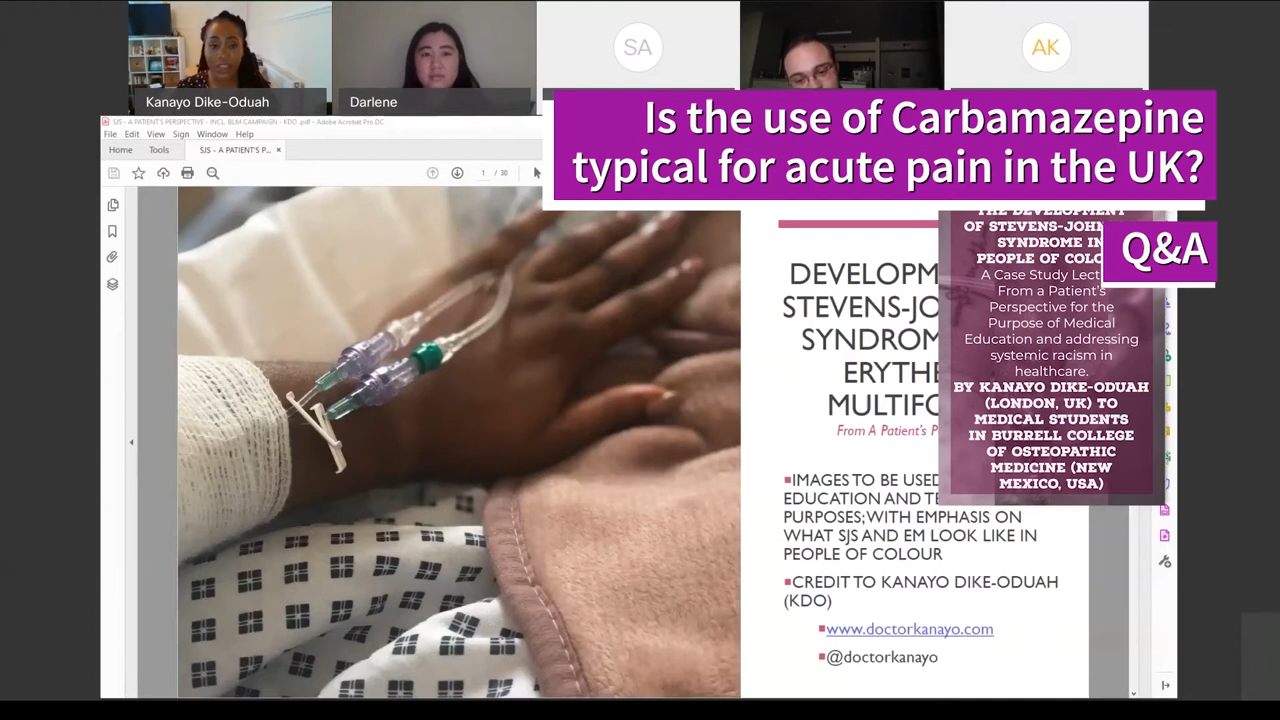 SA
AK
Kanayo Dike-Oduah
Darlene
Is the use of Carbamazepine
typical for acute pain in the UK?
Q&A
SJS - A PATIENT'S PERSPECTIVE - INCL. BLM CAMPAIGN - KDO .pdf - Adobe Acrobat Pro DC
File Edit View Sign Window Help
Home Tools SJS - A PATIENT'S P... ×
1 / 30
DEVELOPM
STEVENS-JO
SYNDROM
ERYTHE
MULTIFO
From A Patient's P
▪IMAGES TO BE USED
EDUCATION AND TE
PURPOSES; WITH EMPHASIS ON
WHAT SJS AND EM LOOK LIKE IN
PEOPLE OF COLOUR
▪CREDIT TO KANAYO DIKE-ODUAH
(KDO)
▪www.doctorkanayo.com
▪@doctorkanayo
THE DEVELOPMENT
OF STEVENS-JOH
SYNDROME IN
PEOPLE OF COLO
A Case Study Lect
From a Patient's
Perspective for the
Purpose of Medical
Education and addressing
systemic racism in
healthcare.
BY KANAYO DIKE-ODUAH
(LONDON, UK) TO
MEDICAL STUDENTS
IN BURRELL COLLEGE
OF OSTEOPATHIC
MEDICINE (NEW
MEXICO, USA)